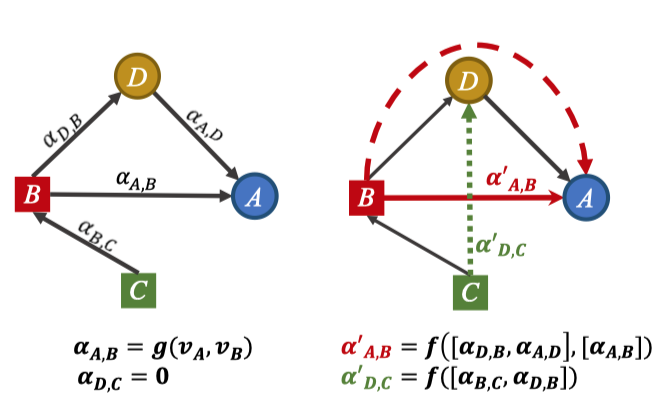 D
α_{D,B}
α_{A,D}
B
α_{A,B}
A
α_{B,C}
C
α_{A,B} = g(v_A, v_B)
α_{D,C} = 0
D
B
α'_{A,B}
A
α'_{D,C}
C
α'_{A,B} = f([α_{D,B}, α_{A,D}], [α_{A,B}])
α'_{D,C} = f([α_{B,C}, α_{D,B}])